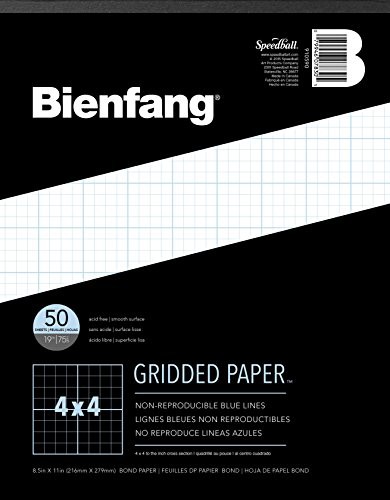 Speedball®
www.speedballart.com
© 2015 Speedball
Art Products Company
2301 Speedball Road
Statesville, NC 28677
Made in Canada
Fabriqué en Canada
Hecho en Canadá
910590
B
Bienfang®
50
SHEETS | FEUILLES | HOJAS
acid free | smooth surface
sans acide | surface lisse
ácido libre | superficie lisa
4x4
GRIDDED PAPER™
NON-REPRODUCIBLE BLUE LINES
LIGNES BLEUES NON REPRODUCTIBLES
NO REPRODUCE LINEAS AZULES
4 x 4 to the inch cross section | quadrillé au pouce | al centro cuadrado
8.5in X 11in (216mm X 279mm) BOND PAPER | FEUILLES DP PAPIER BOND | HOJA DE PAPEL BOND